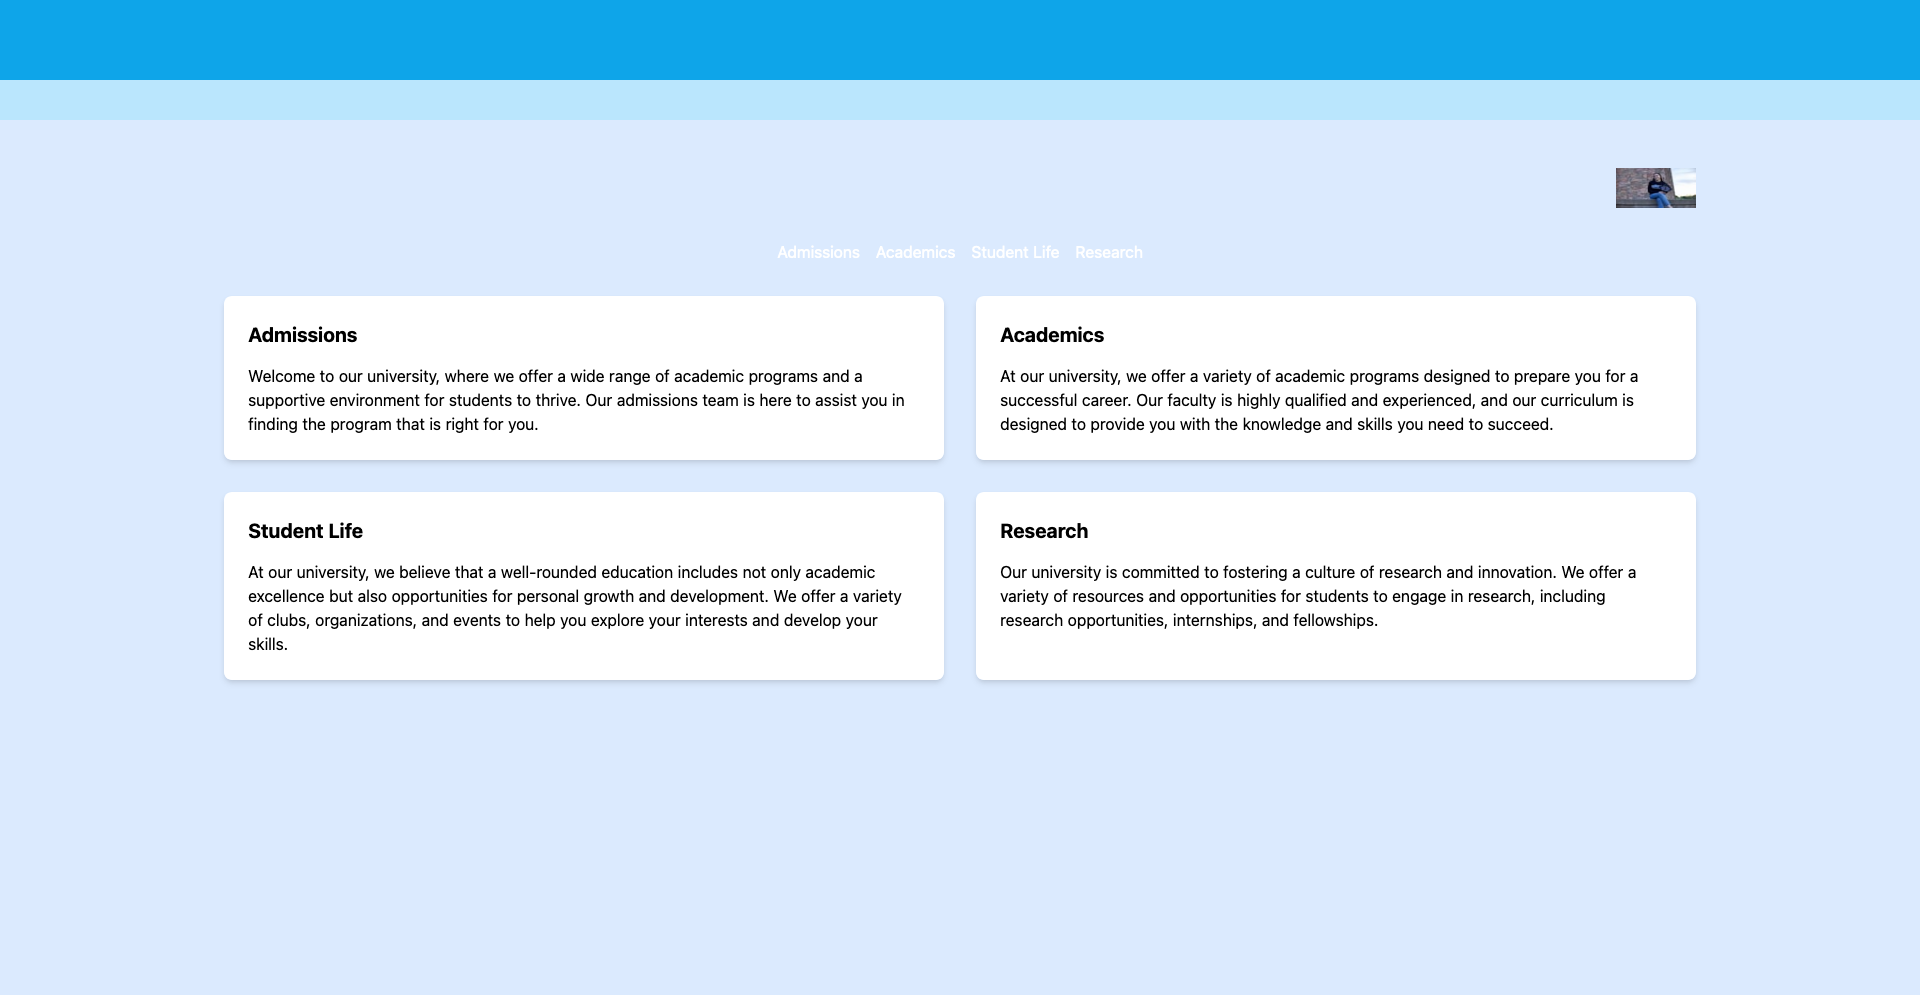 Admissions Academics Student Life Research
Admissions
Welcome to our university, where we offer a wide range of academic programs and a
supportive environment for students to thrive. Our admissions team is here to assist you in
finding the program that is right for you.
Academics
At our university, we offer a variety of academic programs designed to prepare you for a
successful career. Our faculty is highly qualified and experienced, and our curriculum is
designed to provide you with the knowledge and skills you need to succeed.
Student Life
At our university, we believe that a well-rounded education includes not only academic
excellence but also opportunities for personal growth and development. We offer a variety
of clubs, organizations, and events to help you explore your interests and develop your
skills.
Research
Our university is committed to fostering a culture of research and innovation. We offer a
variety of resources and opportunities for students to engage in research, including
research opportunities, internships, and fellowships.